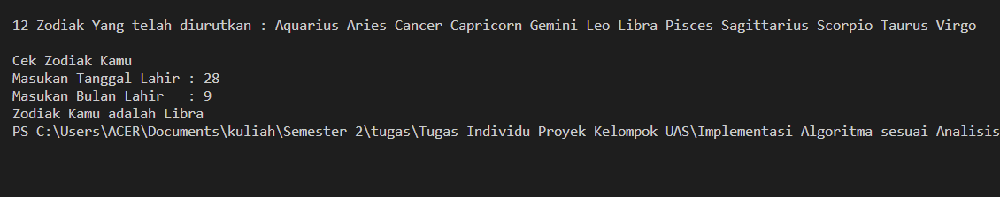 12 Zodiak Yang telah diurutkan : Aquarius Aries Cancer Capricorn Gemini Leo Libra Pisces Sagittarius Scorpio Taurus Virgo
Cek Zodiak Kamu
Masukan Tanggal Lahir : 28
Masukan Bulan Lahir   : 9
Zodiak Kamu adalah Libra
PS C:\Users\ACER\Documents\kuliah\Semester 2\tugas\Tugas Individu Proyek Kelompok UAS\Implementasi Algoritma sesuai Analisis